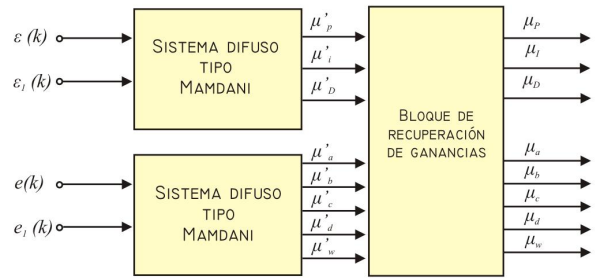 ε (k)
ε₁ (k)
SISTEMA DIFUSO
TIPO
MAMDANI
μ'p
μ'i
μ'D
e(k)
e₁ (k)
SISTEMA DIFUSO
TIPO
MAMDANI
μ'a
μ'b
μ'c
μ'd
μ'w
BLOQUE DE
RECUPERACIÓN
DE GANANCIAS
μP
μI
μD
μa
μb
μc
μd
μw